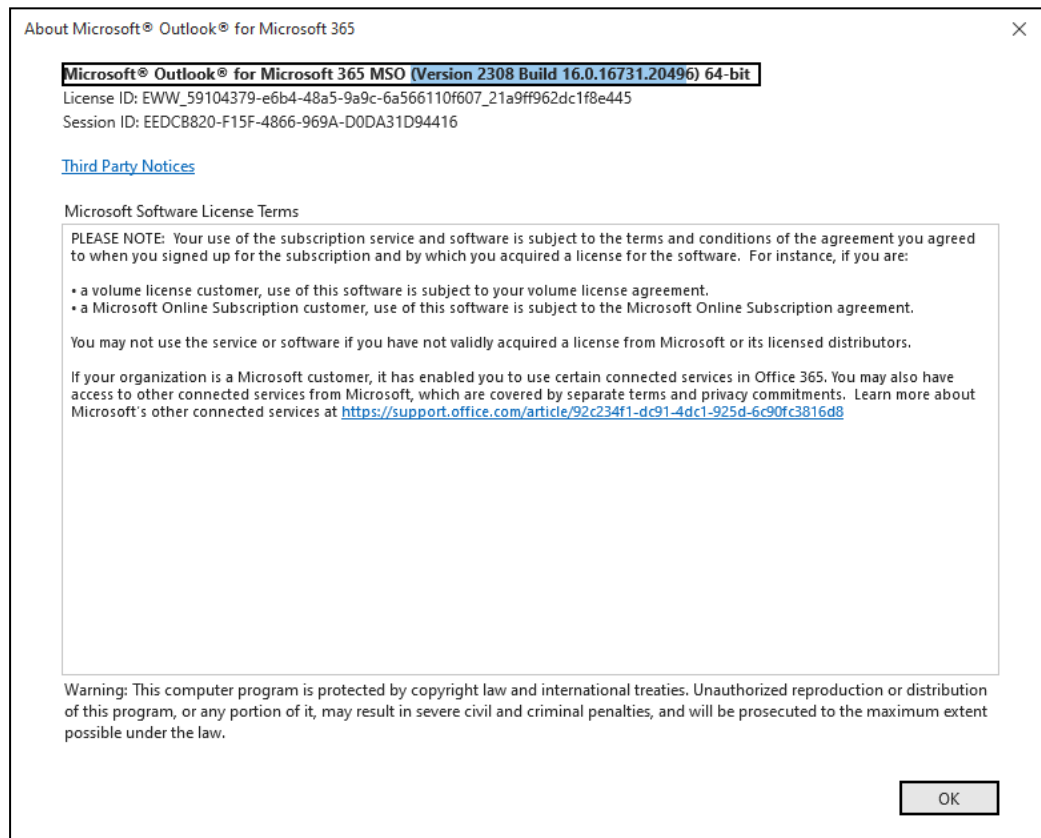 About Microsoft® Outlook® for Microsoft 365
Microsoft® Outlook® for Microsoft 365 MSO (Version 2308 Build 16.0.16731.20496) 64-bit
License ID: EWW_59104379-e6b4-48a5-9a9c-6a566110f607_21a9ff962dc1f8e445
Session ID: EEDCB820-F15F-4866-969A-D0DA31D94416
Third Party Notices
Microsoft Software License Terms
PLEASE NOTE:  Your use of the subscription service and software is subject to the terms and conditions of the agreement you agreed
to when you signed up for the subscription and by which you acquired a license for the software.  For instance, if you are:
• a volume license customer, use of this software is subject to your volume license agreement.
• a Microsoft Online Subscription customer, use of this software is subject to the Microsoft Online Subscription agreement.
You may not use the service or software if you have not validly acquired a license from Microsoft or its licensed distributors.
If your organization is a Microsoft customer, it has enabled you to use certain connected services in Office 365. You may also have
access to other connected services from Microsoft, which are covered by separate terms and privacy commitments.  Learn more about
Microsoft's other connected services at https://support.office.com/article/92c234f1-dc91-4dc1-925d-6c90fc3816d8
Warning: This computer program is protected by copyright law and international treaties. Unauthorized reproduction or distribution
of this program, or any portion of it, may result in severe civil and criminal penalties, and will be prosecuted to the maximum extent
possible under the law.
OK